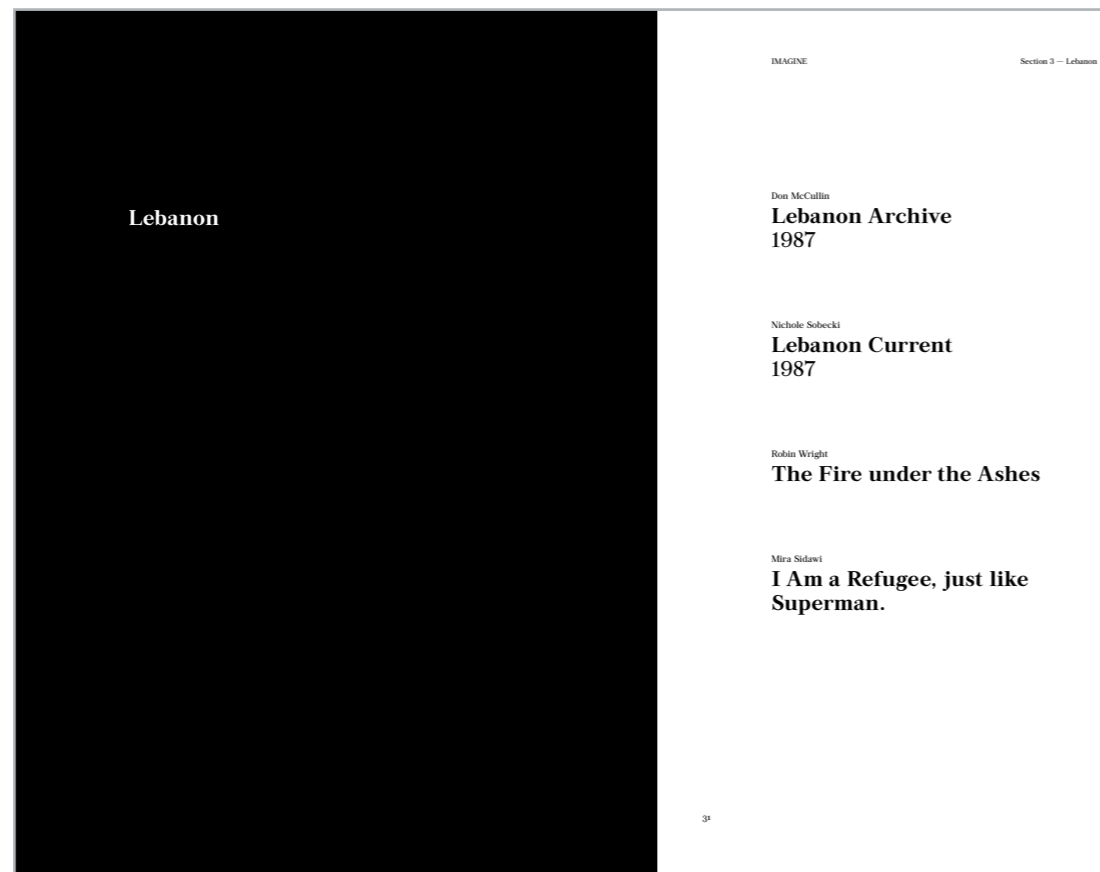 Lebanon
IMAGINE
Section 3 — Lebanon
Don McCullin
Lebanon Archive
1987
Nichole Sobecki
Lebanon Current
1987
Robin Wright
The Fire under the Ashes
Mira Sidawi
I Am a Refugee, just like
Superman.
31